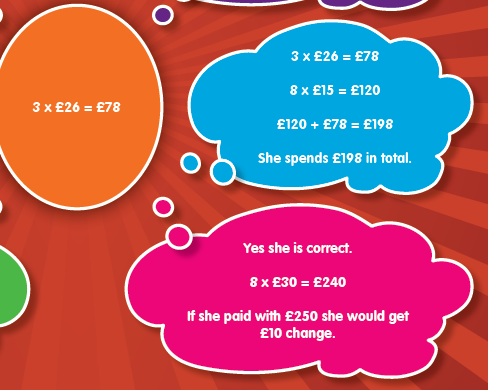 3 x £26 = £78
3 x £26 = £78
8 x £15 = £120
£120 + £78 = £198
She spends £198 in total.
Yes she is correct.
8 x £30 = £240
If she paid with £250 she would get
£10 change.